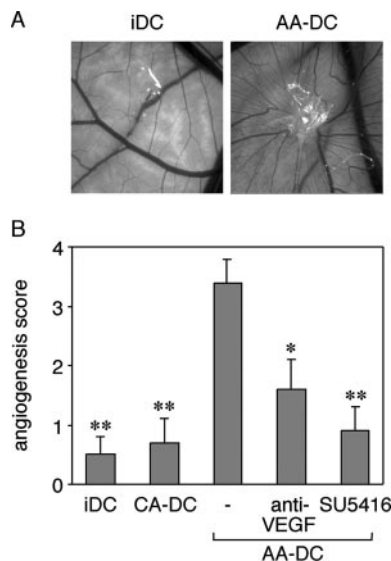 A
iDC
AA-DC
B
angiogenesis score
4
3
2
1
0
**
**
*
**
iDC
CA-DC
-
anti-
VEGF
SU5416
AA-DC